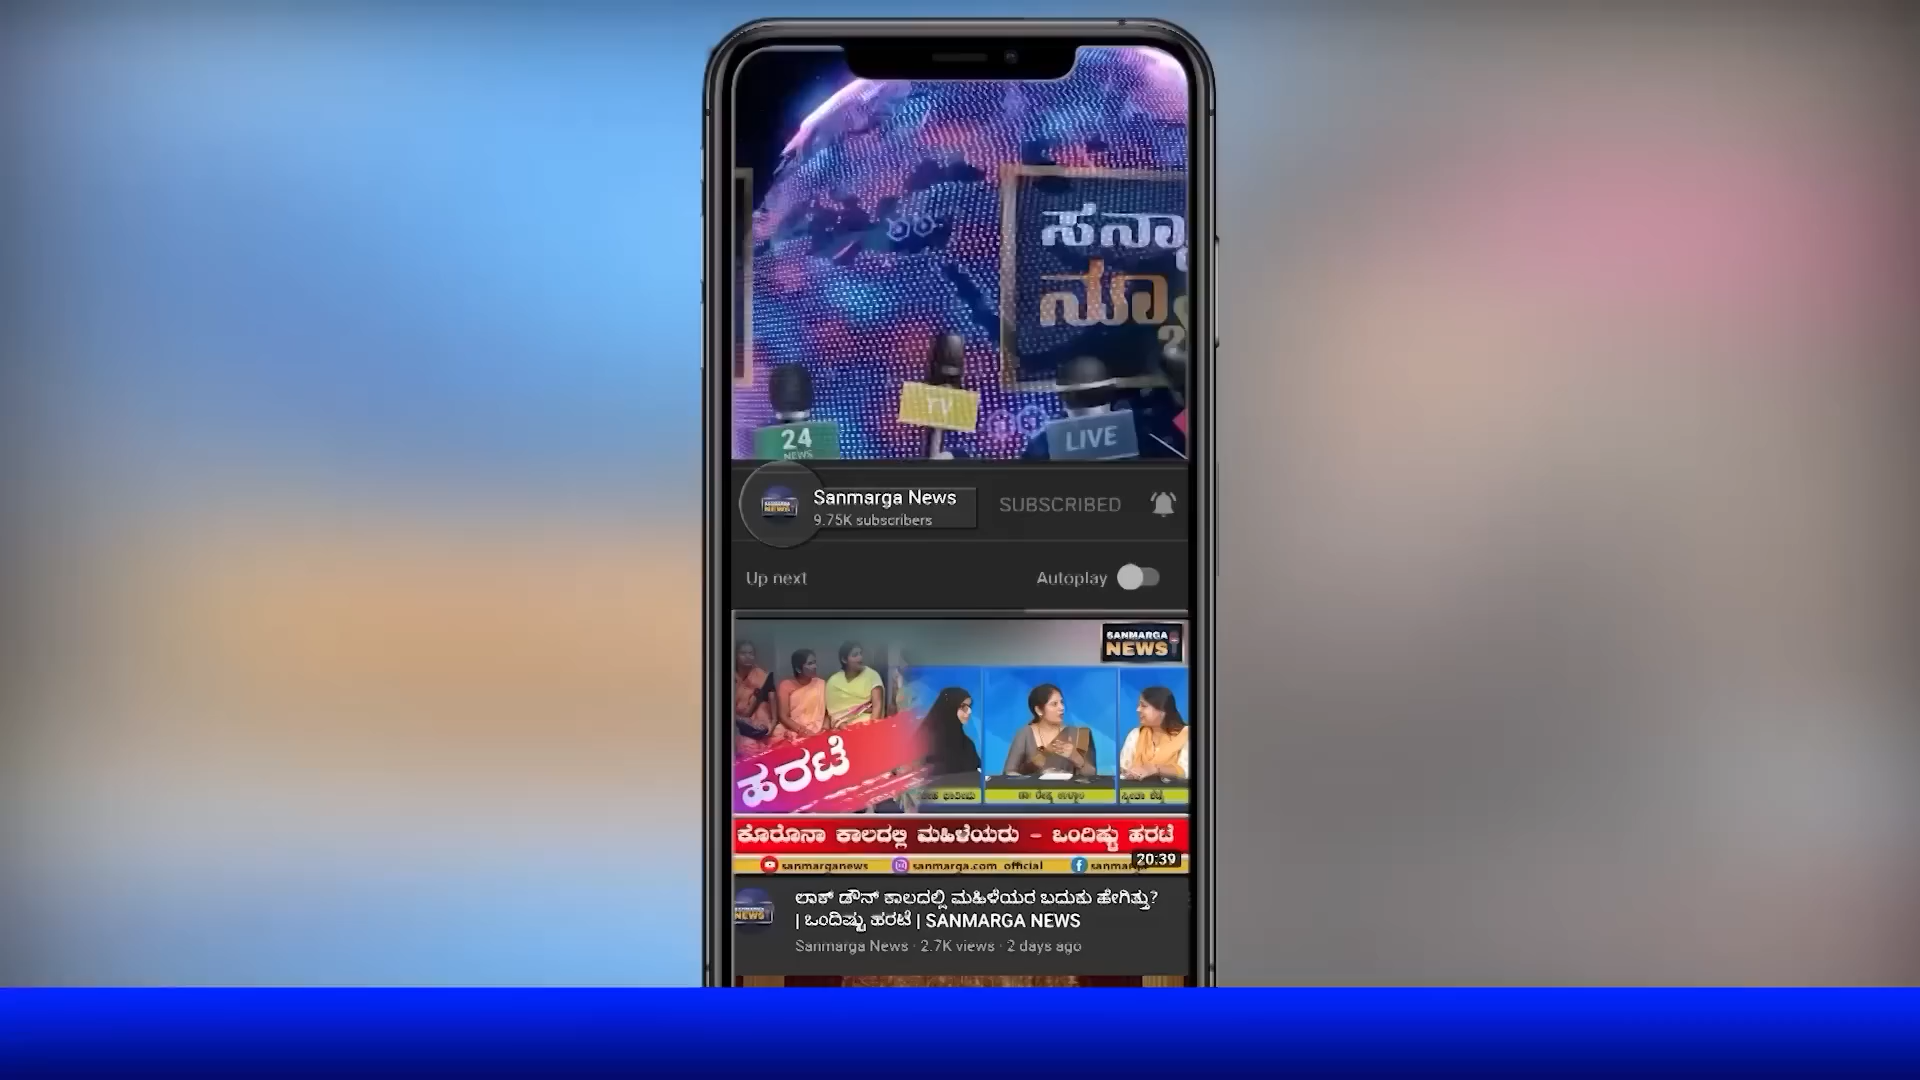 ನ್ಯೂ
24
NEWS
TV
LIVE
Sanmarga News
9.75K subscribers
SUBSCRIBED
Up next
Autoplay
SANMARGA
NEWS
ಹರಟೆ
ಕೊರೊನಾ ಕಾಲದಲ್ಲಿ ಮಹಿಳೆಯರು - ಒಂದಿಷ್ಟು ಹರಟೆ
sanmarganews sanmarga.com_official
20:39
ಲಾಕ್ ಡೌನ್ ಕಾಲದಲ್ಲಿ ಮಹಿಳೆಯರ ಬದುಕು ಹೇಗಿತ್ತು?
| ಒಂದಿಷ್ಟು ಹರಟೆ | SANMARGA NEWS
Sanmarga News · 2.7K views · 2 days ago